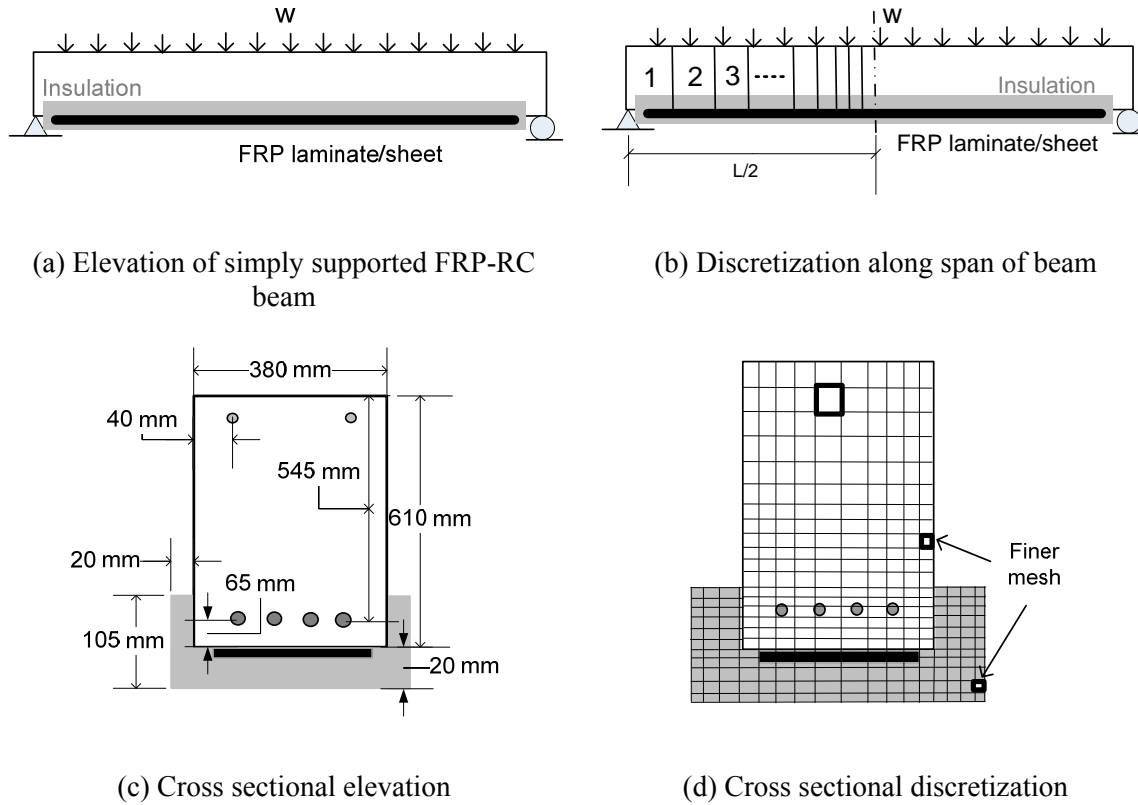 w
Insulation
FRP laminate/sheet
(a) Elevation of simply supported FRP-RC
beam
w
1 2 3 ----
Insulation
FRP laminate/sheet
L/2
(b) Discretization along span of beam
380 mm
40 mm
545 mm
610 mm
20 mm
65 mm
105 mm
20 mm
(c) Cross sectional elevation
Finer
mesh
(d) Cross sectional discretization